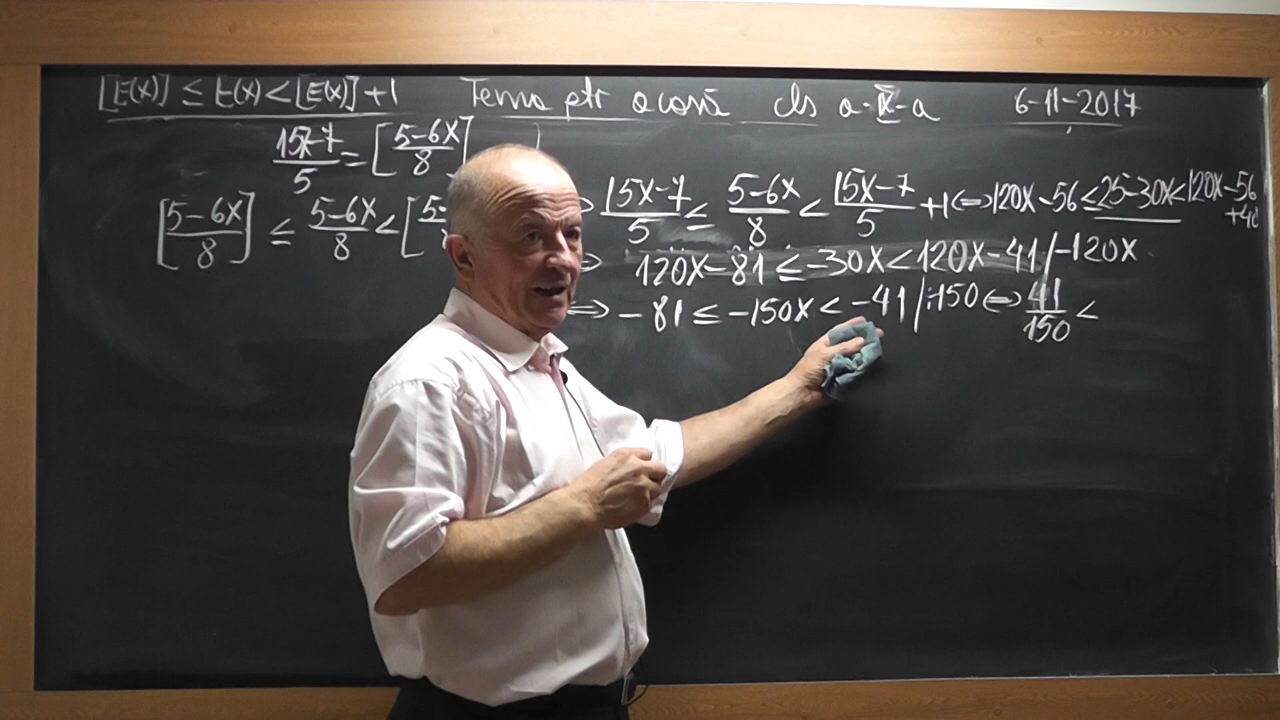 [E(x)] ≤ E(x) < [E(x)] + 1 Tema ptr acasă cls a-IX-a 6-11-2017
(15x-7)/5 = [(5-6x)/8]
[(5-6x)/8] ≤ (5-6x)/8 < [(5-
(15x-7)/5 ≤ (5-6x)/8 < (15x-7)/5 + 1 ⇔ 120x-56 ≤ 25-30x < 120x-56
+40
⇒ 120x-81 ≤ -30x < 120x-41 /-120x
⇔ -81 ≤ -150x < -41 /:-150 ⇔ 41/150 <